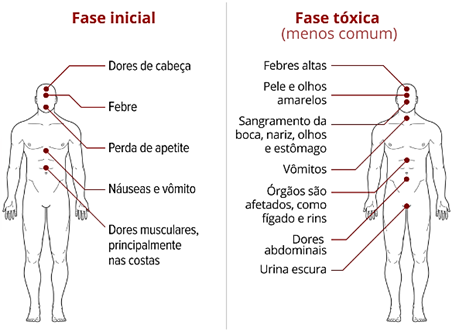 Fase inicial
Dores de cabeça
Febre
Perda de apetite
Náuseas e vômito
Dores musculares,
principalmente
nas costas
Fase tóxica
(menos comum)
Febres altas
Pele e olhos
amarelos
Sangramento da
boca, nariz, olhos
e estômago
Vômitos
Órgãos são
afetados, como
fígado e rins
Dores
abdominais
Urina escura